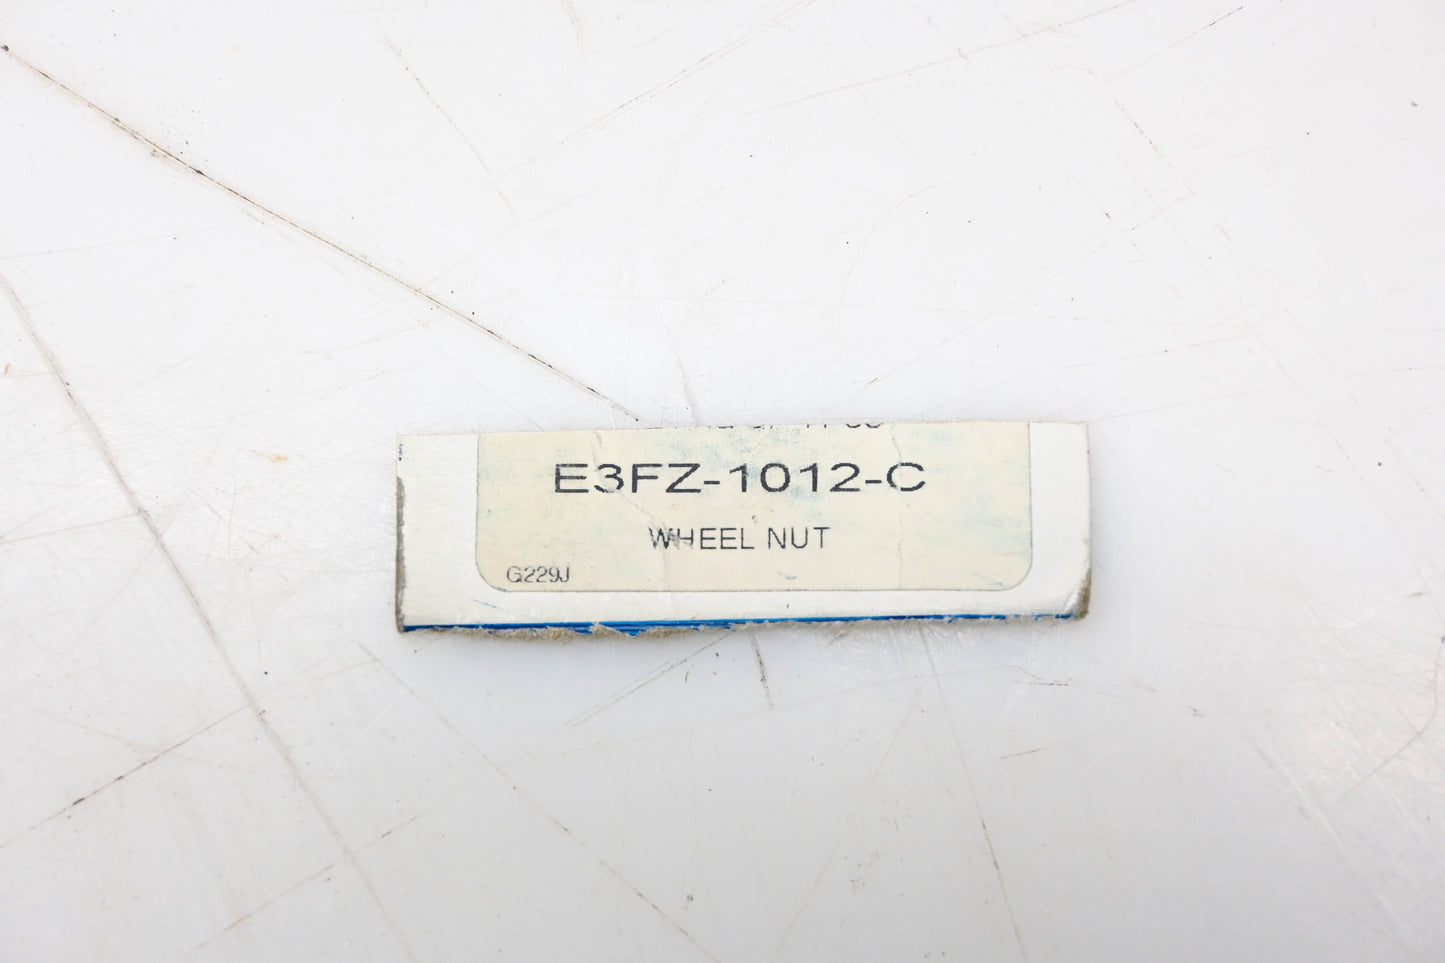 E3FZ-1012-C
WHEEL NUT
G229J